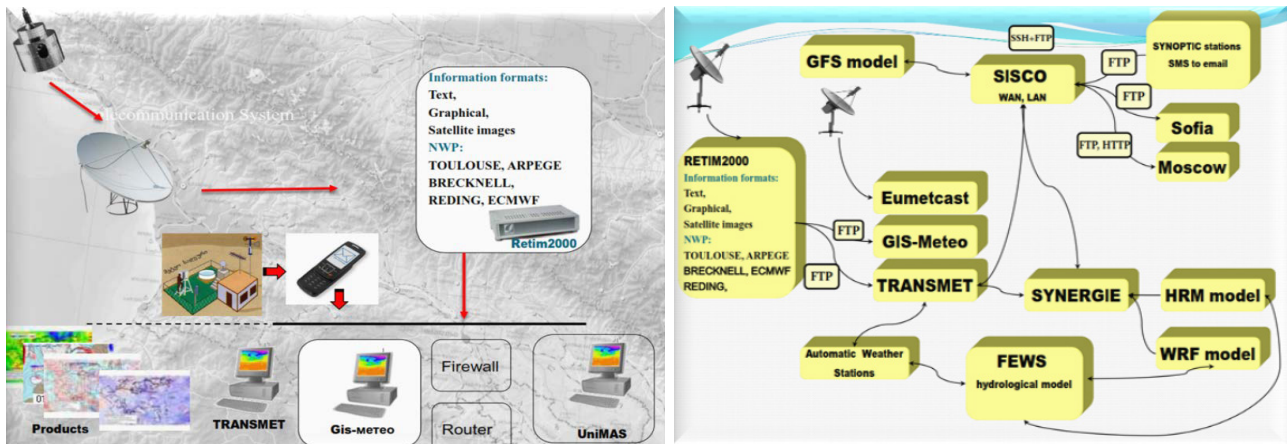 Information formats:
Text,
Graphical,
Satellite images
NWP:
TOULOUSE, ARPEGE
BRECKNELL,
REDING, ECMWF
Retim2000
elecommunication System
Products
TRANSMET
Gis-метео
Firewall
Router
UniMAS
SSH+FTP
GFS model
SISCO
WAN, LAN
FTP
SYNOPTIC stations
SMS to email
FTP
Sofia
FTP, HTTP
Moscow
RETIM2000
Information formats:
Text,
Graphical,
Satellite images
NWP:
TOULOUSE, ARPEGE
BRECKNELL, ECMWF
REDING,
Eumetcast
FTP
GIS-Meteo
FTP
TRANSMET
SYNERGIE
HRM model
Automatic Weather
Stations
FEWS
hydrological model
WRF model